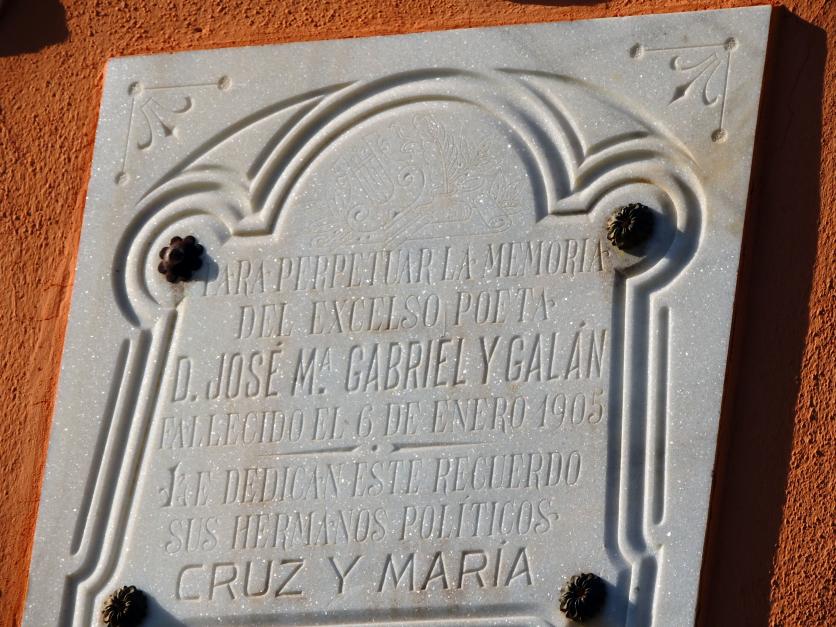 PARA PERPETUAR LA MEMORIA
DEL EXCELSO POETA
D. JOSÉ Mª. GABRIEL Y GALÁN
FALLECIDO EL 6 DE ENERO 1905
LE DEDICAN ESTE RECUERDO
SUS HERMANOS POLÍTICOS
CRUZ Y MARÍA